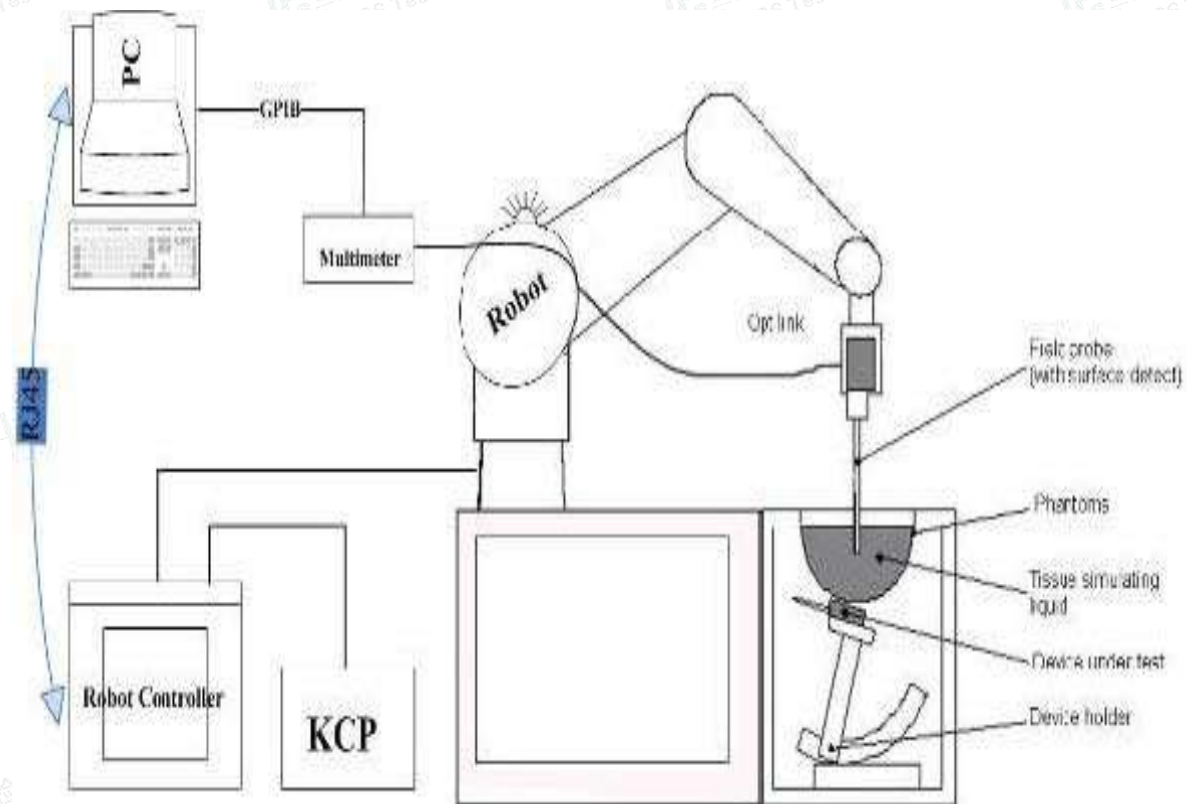 PC
GPIB
Multimeter
Robot
Opt link
Field probe
(with surface detect)
RJ45
Phantoms
Tissue simulating
liquid
Device under test
Robot Controller
KCP
Device holder